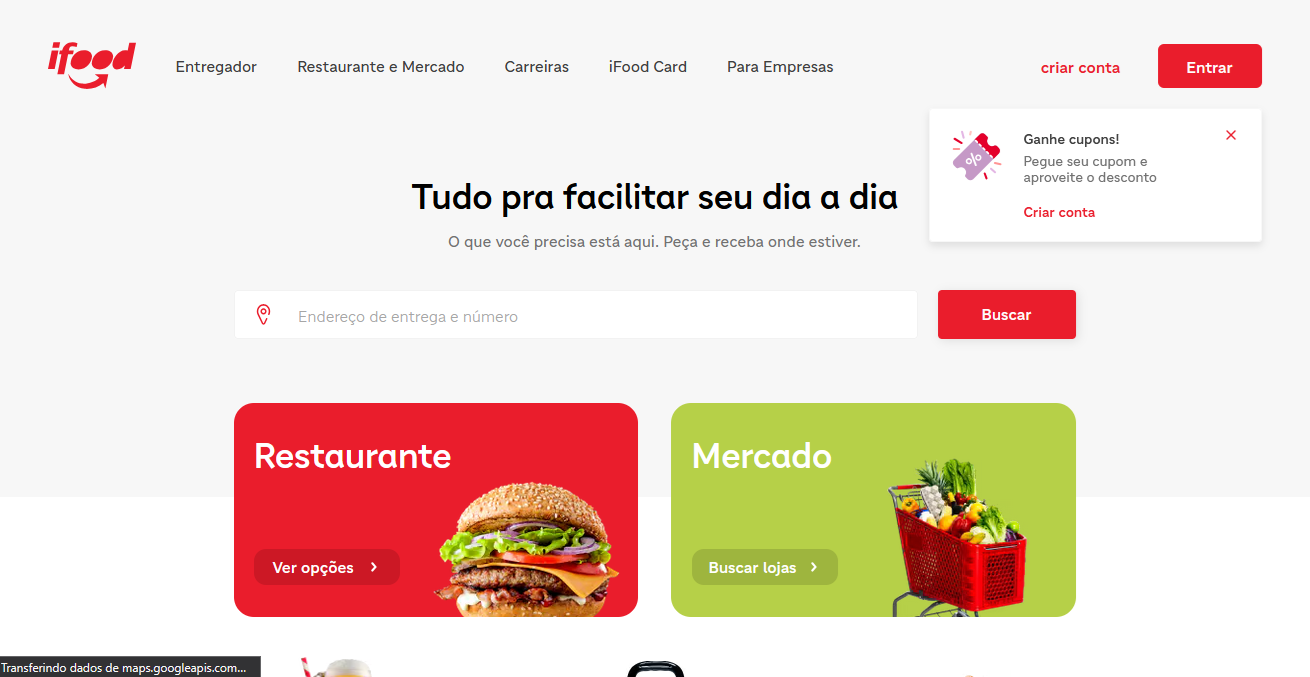 ifood
Entregador
Restaurante e Mercado
Carreiras
iFood Card
Para Empresas
criar conta
Entrar
%
Ganhe cupons!
Pegue seu cupom e
aproveite o desconto
Criar conta
Tudo pra facilitar seu dia a dia
O que você precisa está aqui. Peça e receba onde estiver.
Endereço de entrega e número
Buscar
Restaurante
Ver opções
Mercado
Buscar lojas
Transferindo dados de maps.googleapis.com...